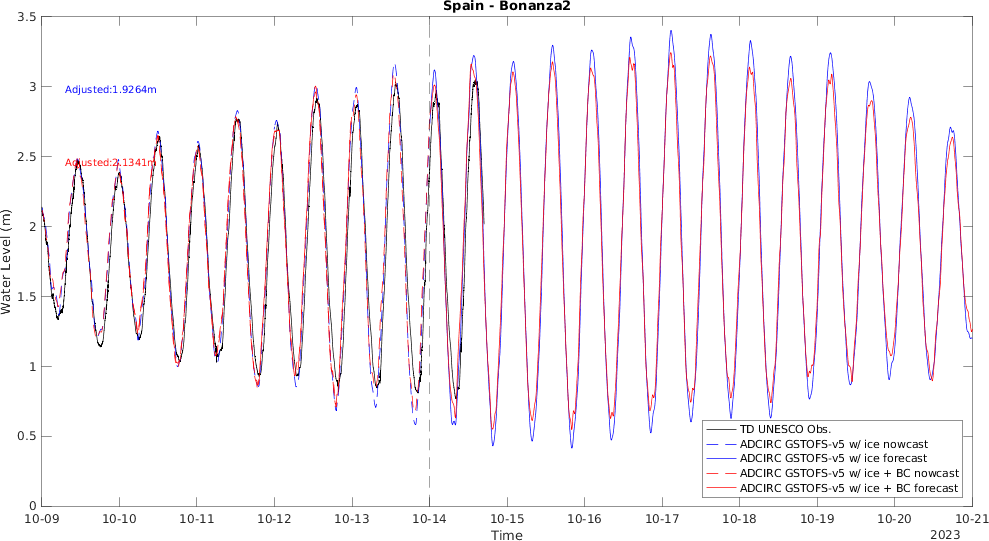 Spain - Bonanza2
3.5
3
2.5
2
1.5
1
0.5
0
Water Level (m)
Adjusted:1.9264m
Adjusted:2.1341m
TD UNESCO Obs.
ADCIRC GSTOFS-v5 w/ ice nowcast
ADCIRC GSTOFS-v5 w/ ice forecast
ADCIRC GSTOFS-v5 w/ ice + BC nowcast
ADCIRC GSTOFS-v5 w/ ice + BC forecast
10-09 10-10 10-11 10-12 10-13 10-14 10-15 10-16 10-17 10-18 10-19 10-20 10-21
Time
2023